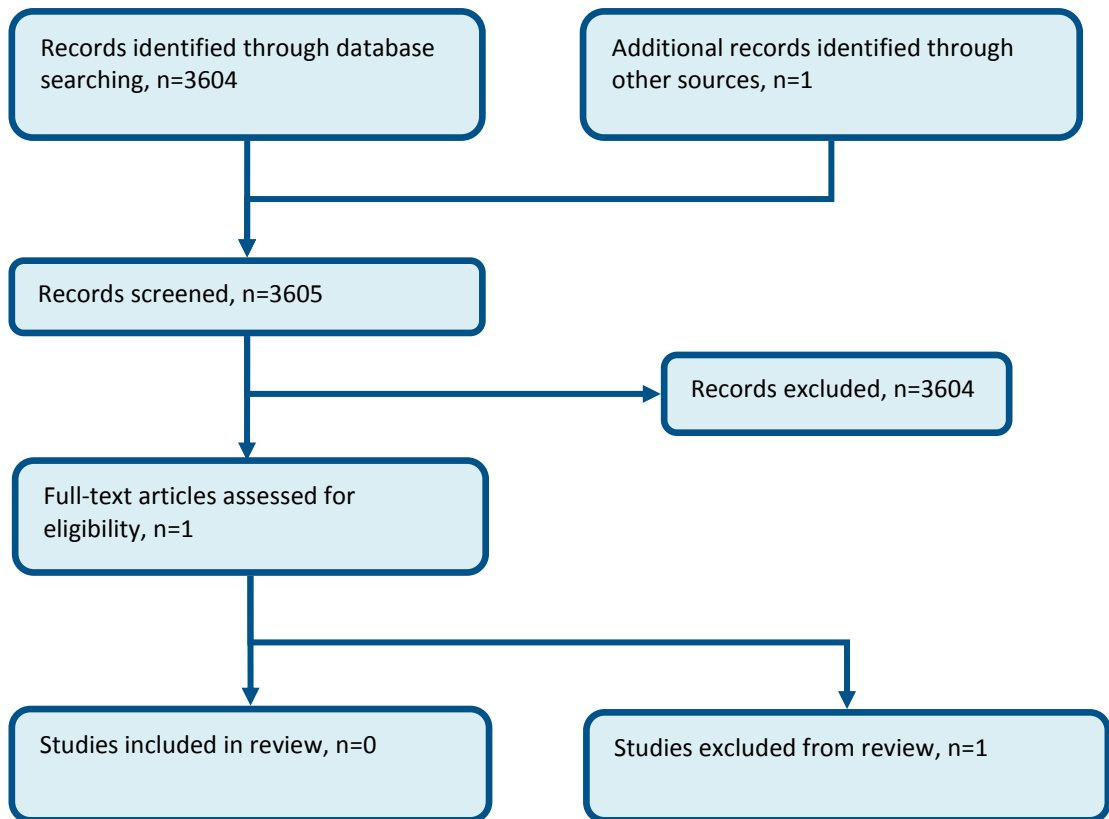 Records identified through database
searching, n=3604
Additional records identified through
other sources, n=1
Records screened, n=3605
Records excluded, n=3604
Full-text articles assessed for
eligibility, n=1
Studies included in review, n=0
Studies excluded from review, n=1